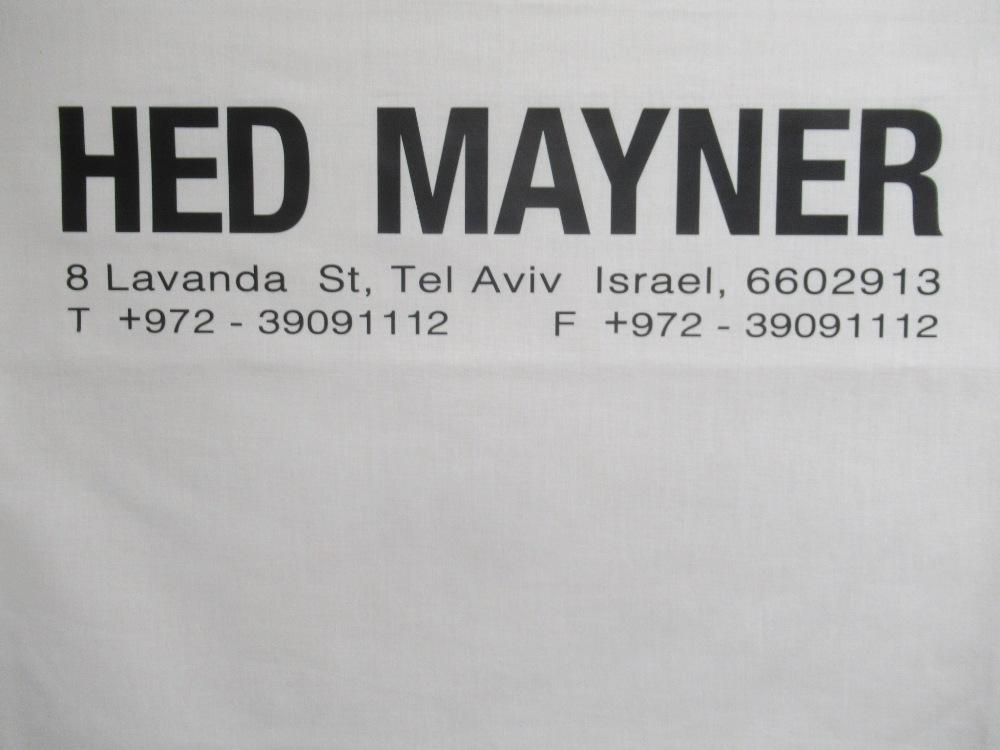 HED MAYNER
8 Lavanda St, Tel Aviv Israel, 6602913
T +972 - 39091112 F +972 - 39091112